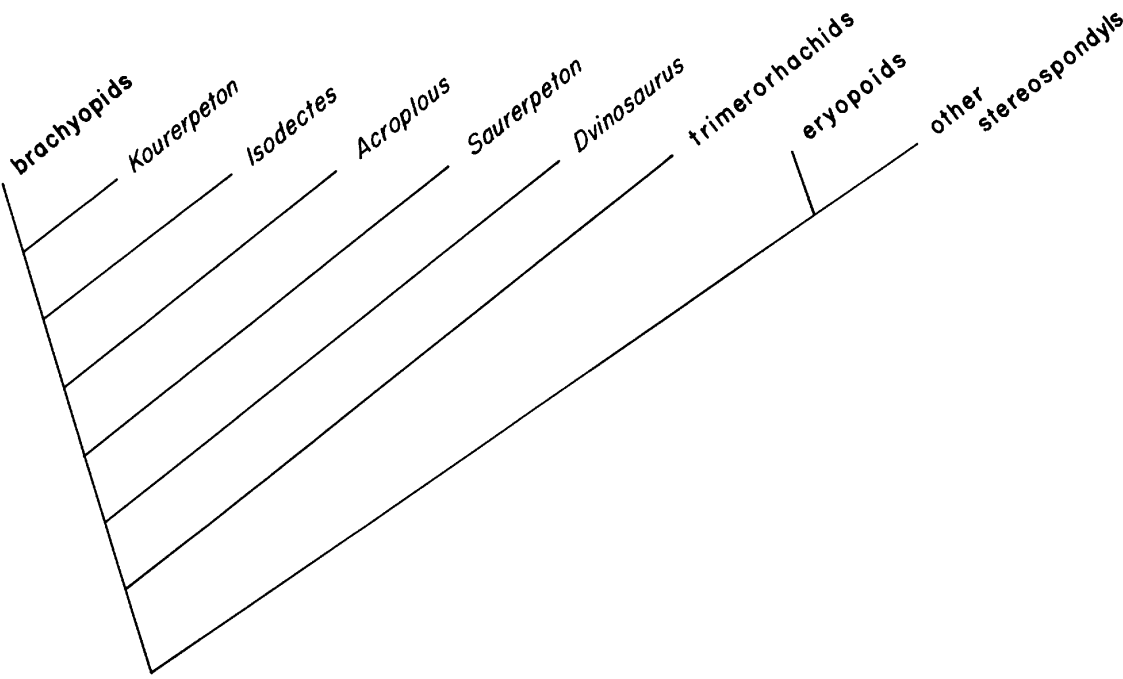 brachyopids
Kourerpeton
Isodectes
Acroplous
Saurerpeton
Dvinosaurus
trimerorhachids
eryopoids
other
stereospondyls